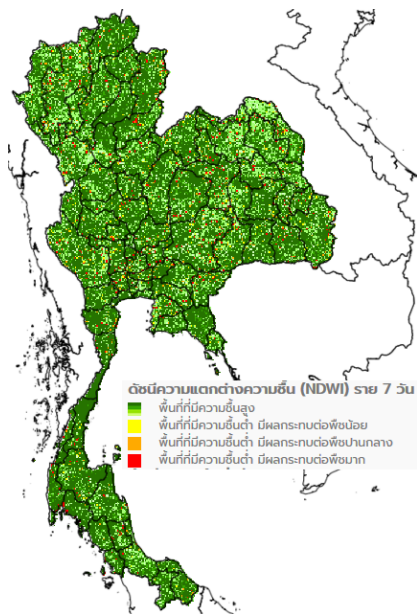 ดัชนีความแตกต่างความชื้น (NDWI) ราย 7 วัน
พื้นที่ที่มีความชื้นสูง
พื้นที่ที่มีความชื้นต่ำ มีผลกระทบต่อพืชน้อย
พื้นที่ที่มีความชื้นต่ำ มีผลกระทบต่อพืชปานกลาง
พื้นที่ที่มีความชื้นต่ำ มีผลกระทบต่อพืชมาก